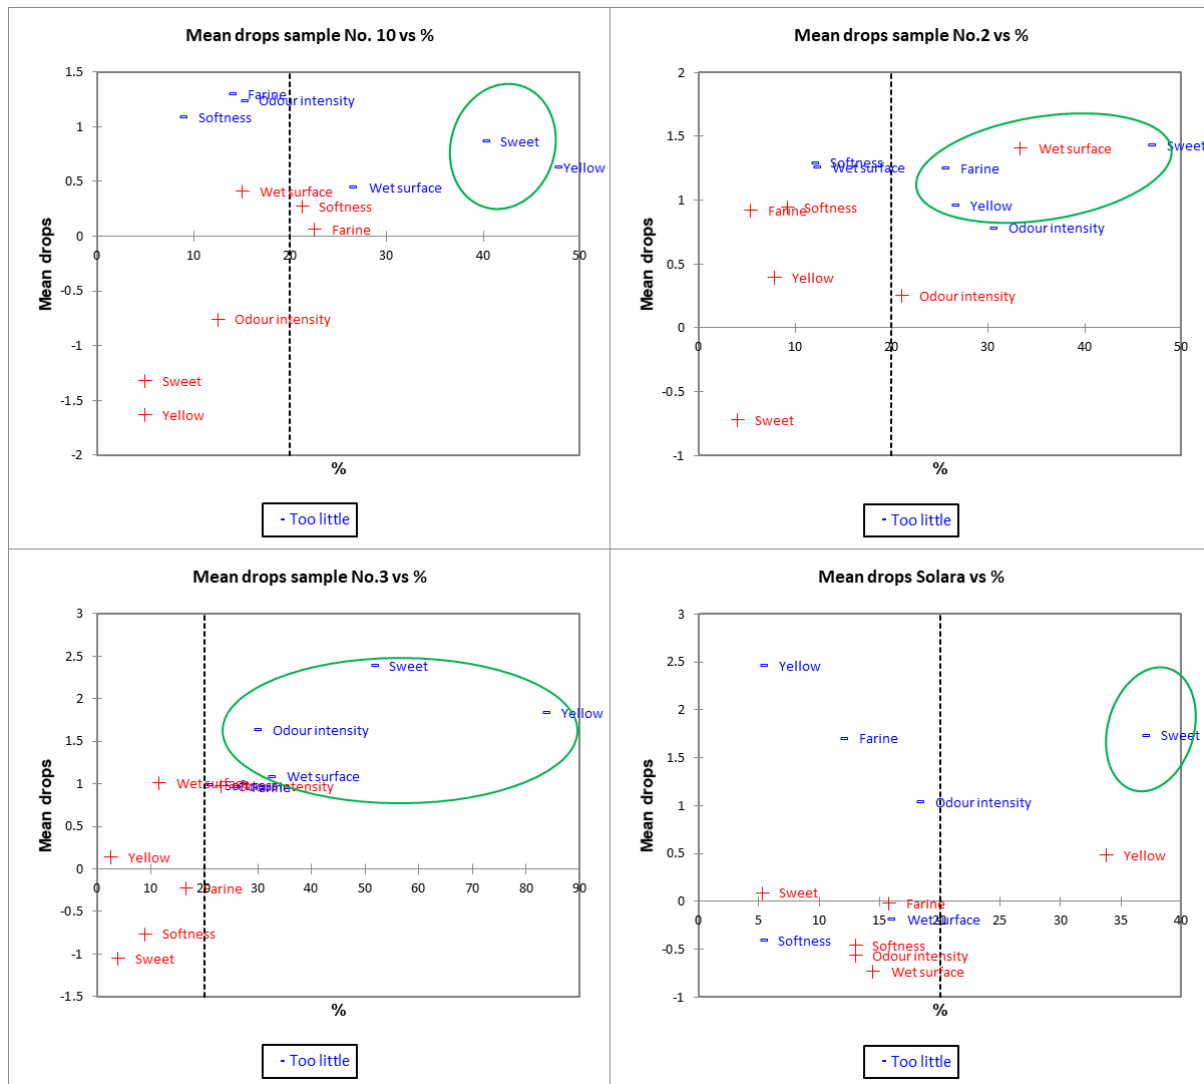 Mean drops sample No. 10 vs %
1.5
Farine
Odour intensity
Softness
1
Sweet
Yellow
0.5
Wet surface
Wet surface
Softness
Farine
0
0
10
20
30
40
50
Mean drops
-0.5
Odour intensity
-1
Sweet
-1.5
Yellow
-2
%
- Too little
Mean drops sample No.2 vs %
2
1.5
Wet surface
Sweet
Softness
Wet surface
Farine
1
Farine
Softness
Yellow
Odour intensity
0.5
Yellow
Odour intensity
0
0
10
20
30
40
50
Mean drops
-0.5
Sweet
-1
%
- Too little
Mean drops sample No.3 vs %
3
2.5
Sweet
2
Yellow
Odour intensity
1.5
Wet surface
1
Wet surface
Softness
Farine
Odour intensity
0.5
Yellow
0
0
10
20
30
40
50
60
70
80
90
Mean drops
Farine
-0.5
Softness
-1
Sweet
-1.5
%
- Too little
Mean drops Solara vs %
3
2.5
Yellow
2
Farine
Sweet
1.5
1
Odour intensity
0.5
Yellow
Sweet
0
Farine
0
5
10
15
20
25
30
35
40
Mean drops
Wet surface
Softness
Softness
-0.5
Odour intensity
Wet surface
-1
%
- Too little